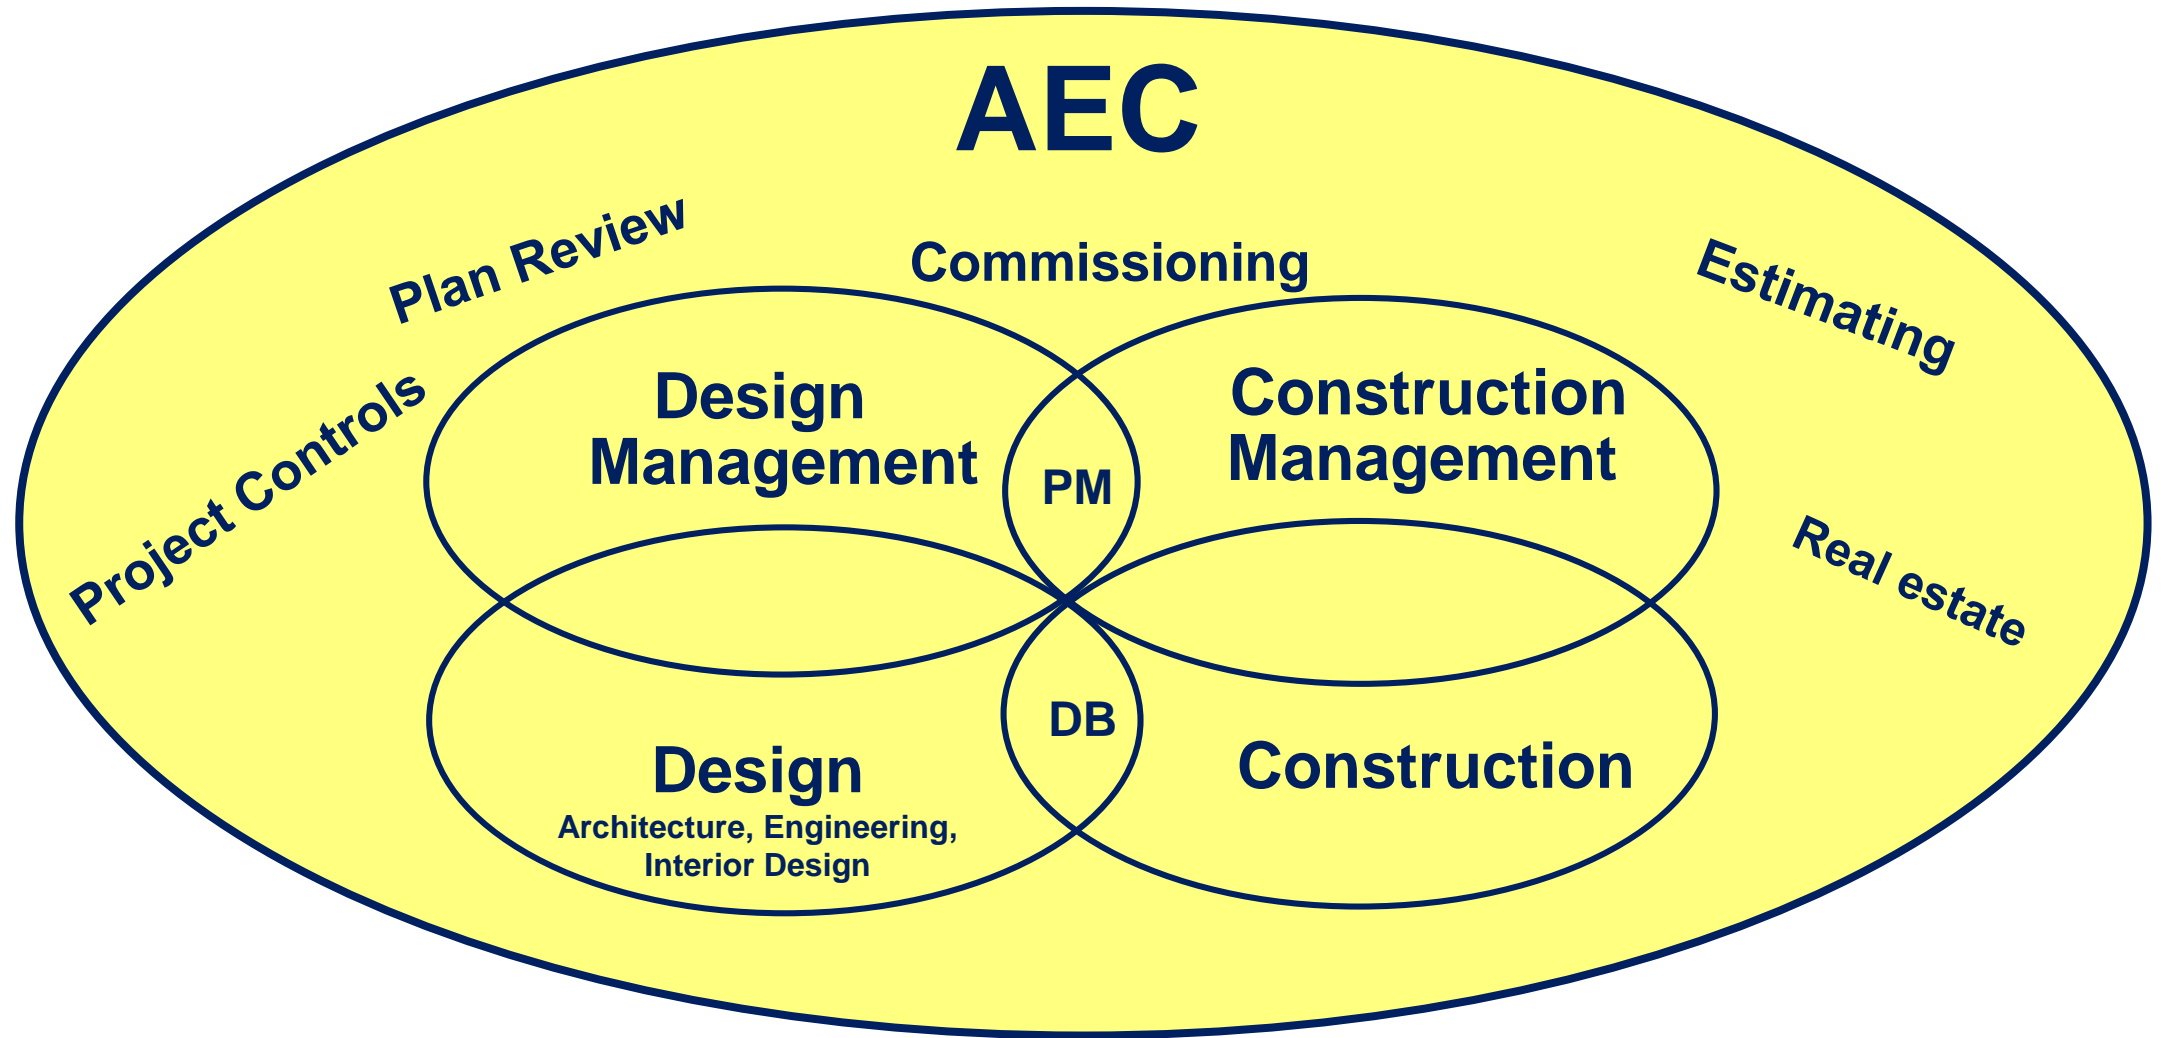 AEC
Plan Review
Commissioning
Estimating
Project Controls
Design
Management
PM
Construction
Management
Real estate
DB
Design
Architecture, Engineering,
Interior Design
Construction